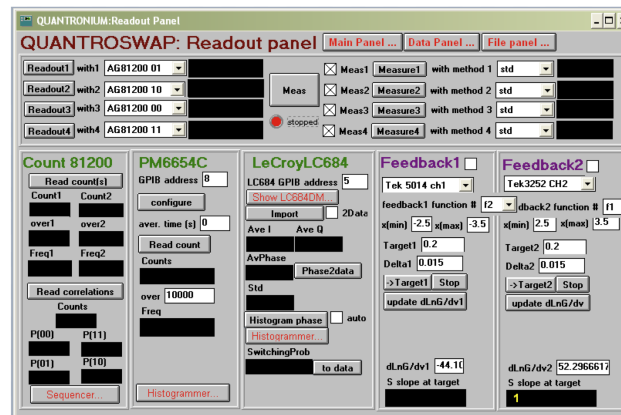 QUANTRONIUM:Readout Panel
QUANTROSWAP: Readout panel Main Panel ... Data Panel ... File panel ...
Readout1 with1 AG81200 01 Meas1 Measure1 with method 1 std
Readout2 with2 AG81200 10 Meas Meas2 Measure2 with method 2 std
Readout3 with3 AG81200 00 Meas3 Measure3 with method 3 std
Readout4 with4 AG81200 11 stopped Meas4 Measure4 with method 4 std
Count 81200
Read count(s)
Count1 Count2
over1 over2
Freq1 Freq2
Read correlations
Counts
P(00) P(11)
P(01) P(10)
Sequencer...
PM6654C
GPIB address 8
configure
aver. time (s) 0
Read count
Counts
over 10000
Freq
Histogrammer...
LeCroyLC684
LC684 GPIB address 5
Show LC684DM...
Import 2Data
Ave I Ave Q
AvPhase
Phase2data
Std
Histogram phase auto
Histogrammer...
SwitchingProb
to data
Feedback1
Tek 5014 ch1
feedback1 function # f2
x(min) -2.5 x(max) -3.5
Target1 0.2
Delta1 0.015
->Target1 Stop
update dLnG/dv1
dLnG/dv1 -44.10
S slope at target
Feedback2
Tek3252 CH2
dback2 function # f1
x(min) 2.5 x(max) 3.5
Target2 0.2
Delta2 0.015
->Target2 Stop
update dLnG/dv
dLnG/dv2 52.2966617
S slope at target
1